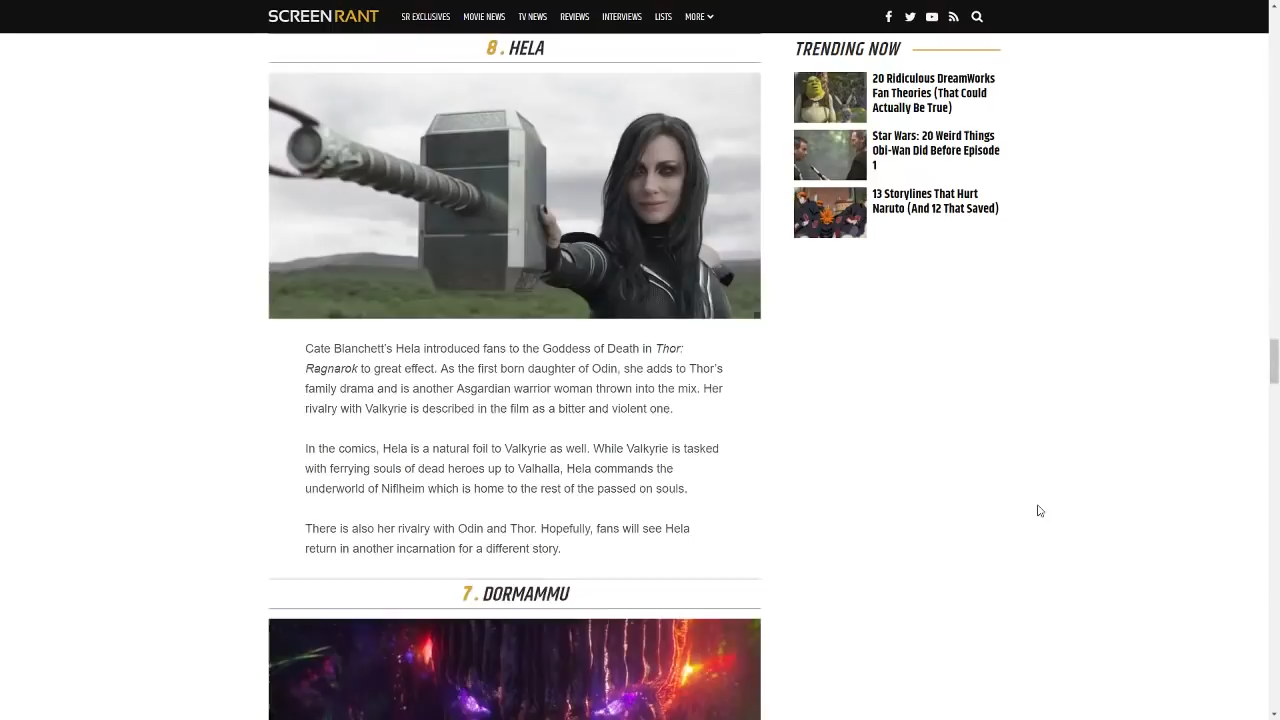 SCREENRANT
SR EXCLUSIVES
MOVIE NEWS
TV NEWS
REVIEWS
INTERVIEWS
LISTS
MORE
8 . HELA
Cate Blanchett’s Hela introduced fans to the Goddess of Death in Thor:
Ragnarok to great effect. As the first born daughter of Odin, she adds to Thor’s
family drama and is another Asgardian warrior woman thrown into the mix. Her
rivalry with Valkyrie is described in the film as a bitter and violent one.
In the comics, Hela is a natural foil to Valkyrie as well. While Valkyrie is tasked
with ferrying souls of dead heroes up to Valhalla, Hela commands the
underworld of Niflheim which is home to the rest of the passed on souls.
There is also her rivalry with Odin and Thor. Hopefully, fans will see Hela
return in another incarnation for a different story.
7 . DORMAMMU
TRENDING NOW
20 Ridiculous DreamWorks
Fan Theories (That Could
Actually Be True)
Star Wars: 20 Weird Things
Obi-Wan Did Before Episode
1
13 Storylines That Hurt
Naruto (And 12 That Saved)